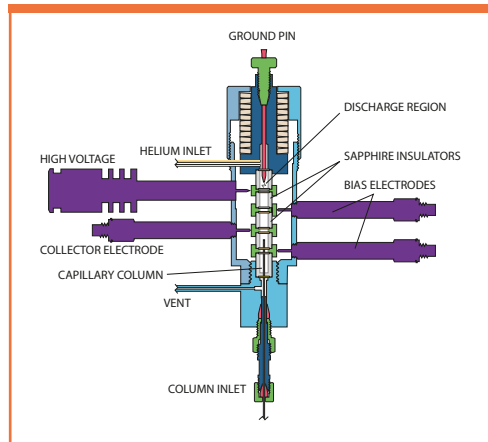 GROUND PIN
DISCHARGE REGION
HELIUM INLET
SAPPHIRE INSULATORS
HIGH VOLTAGE
BIAS ELECTRODES
COLLECTOR ELECTRODE
CAPILLARY COLUMN
VENT
COLUMN INLET